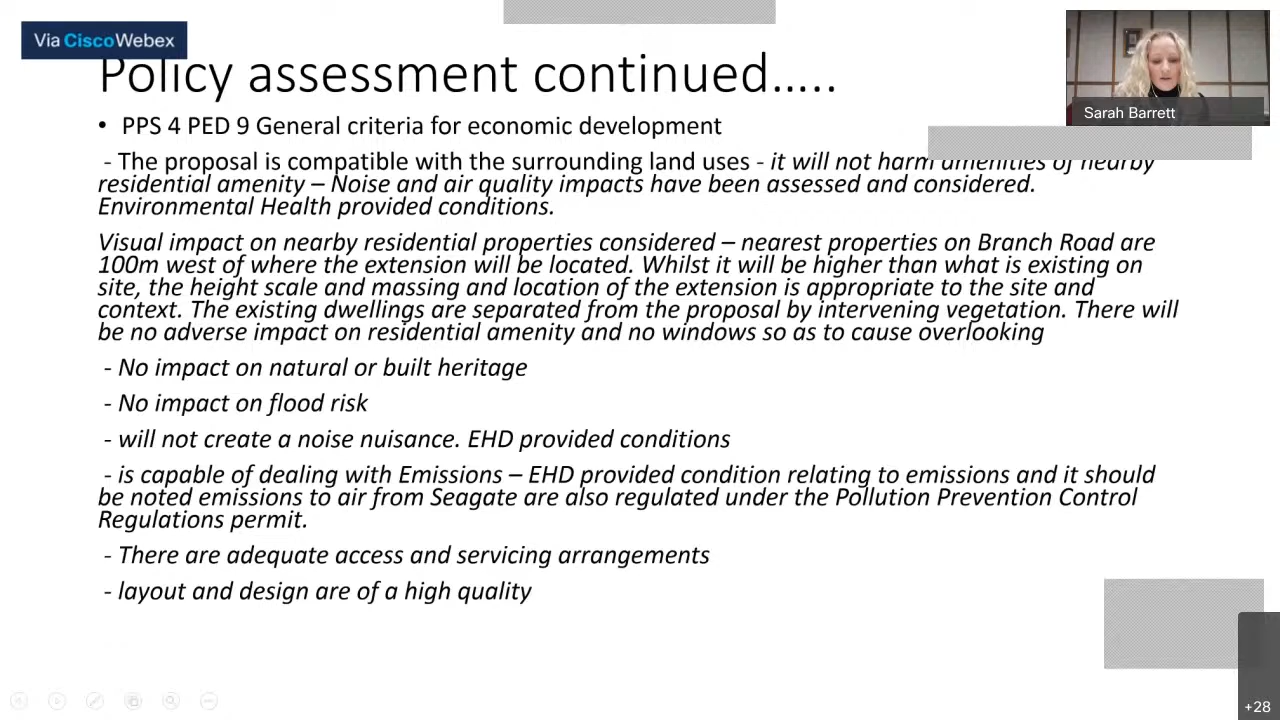 Via CiscoWebex
Policy assessment continued…..
Sarah Barrett
• PPS 4 PED 9 General criteria for economic development
- The proposal is compatible with the surrounding land uses - it will not harm amenities of nearby
residential amenity – Noise and air quality impacts have been assessed and considered.
Environmental Health provided conditions.
Visual impact on nearby residential properties considered – nearest properties on Branch Road are
100m west of where the extension will be located. Whilst it will be higher than what is existing on
site, the height scale and massing and location of the extension is appropriate to the site and
context. The existing dwellings are separated from the proposal by intervening vegetation. There will
be no adverse impact on residential amenity and no windows so as to cause overlooking
- No impact on natural or built heritage
- No impact on flood risk
- will not create a noise nuisance. EHD provided conditions
- is capable of dealing with Emissions – EHD provided condition relating to emissions and it should
be noted emissions to air from Seagate are also regulated under the Pollution Prevention Control
Regulations permit.
- There are adequate access and servicing arrangements
- layout and design are of a high quality
+28